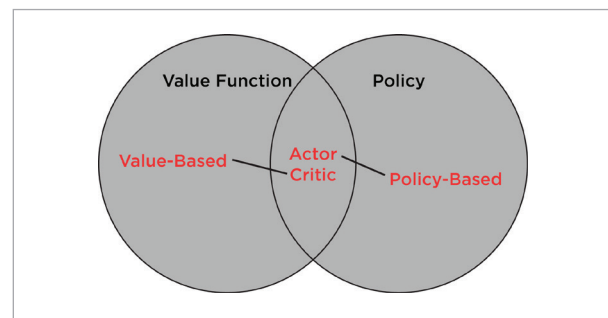 Value Function
Policy
Value-Based
Actor
Critic
Policy-Based